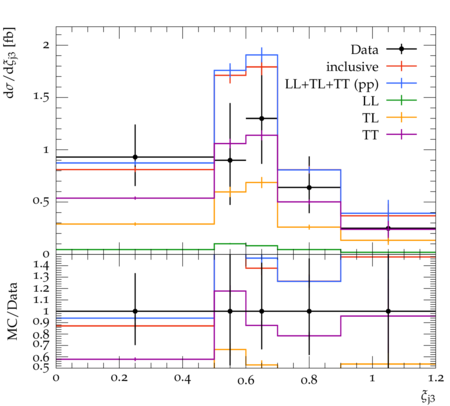 dσ/dξj3 [fb]
2
1.5
1
0.5
0
Data
inclusive
LL+TL+TT (pp)
LL
TL
TT
MC/Data
1.4
1.3
1.2
1.1
1
0.9
0.8
0.7
0.6
0.5
0 0.2 0.4 0.6 0.8 1 1.2
ξj3